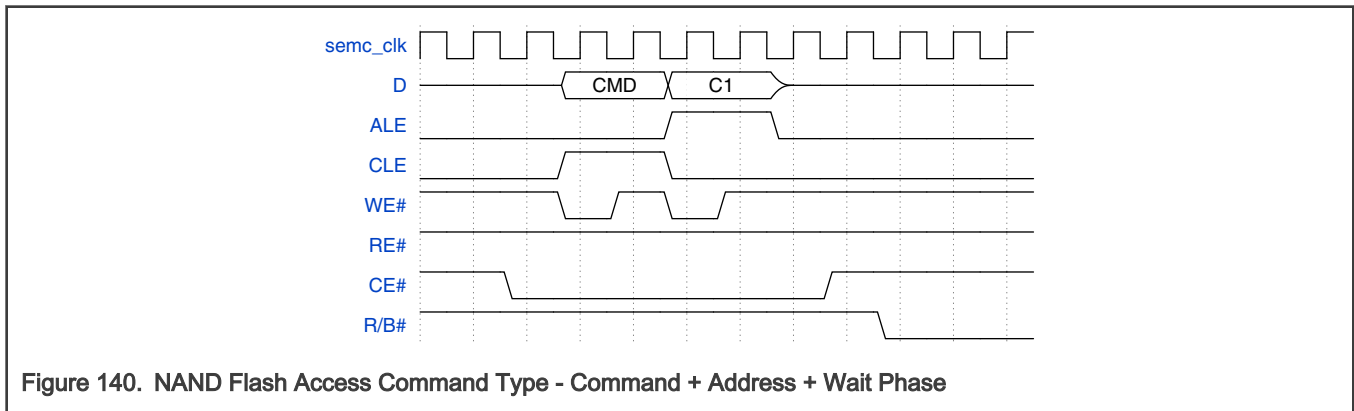 semc_clk
D CMD C1
ALE
CLE
WE#
RE#
CE#
R/B#
Figure 140. NAND Flash Access Command Type - Command + Address + Wait Phase